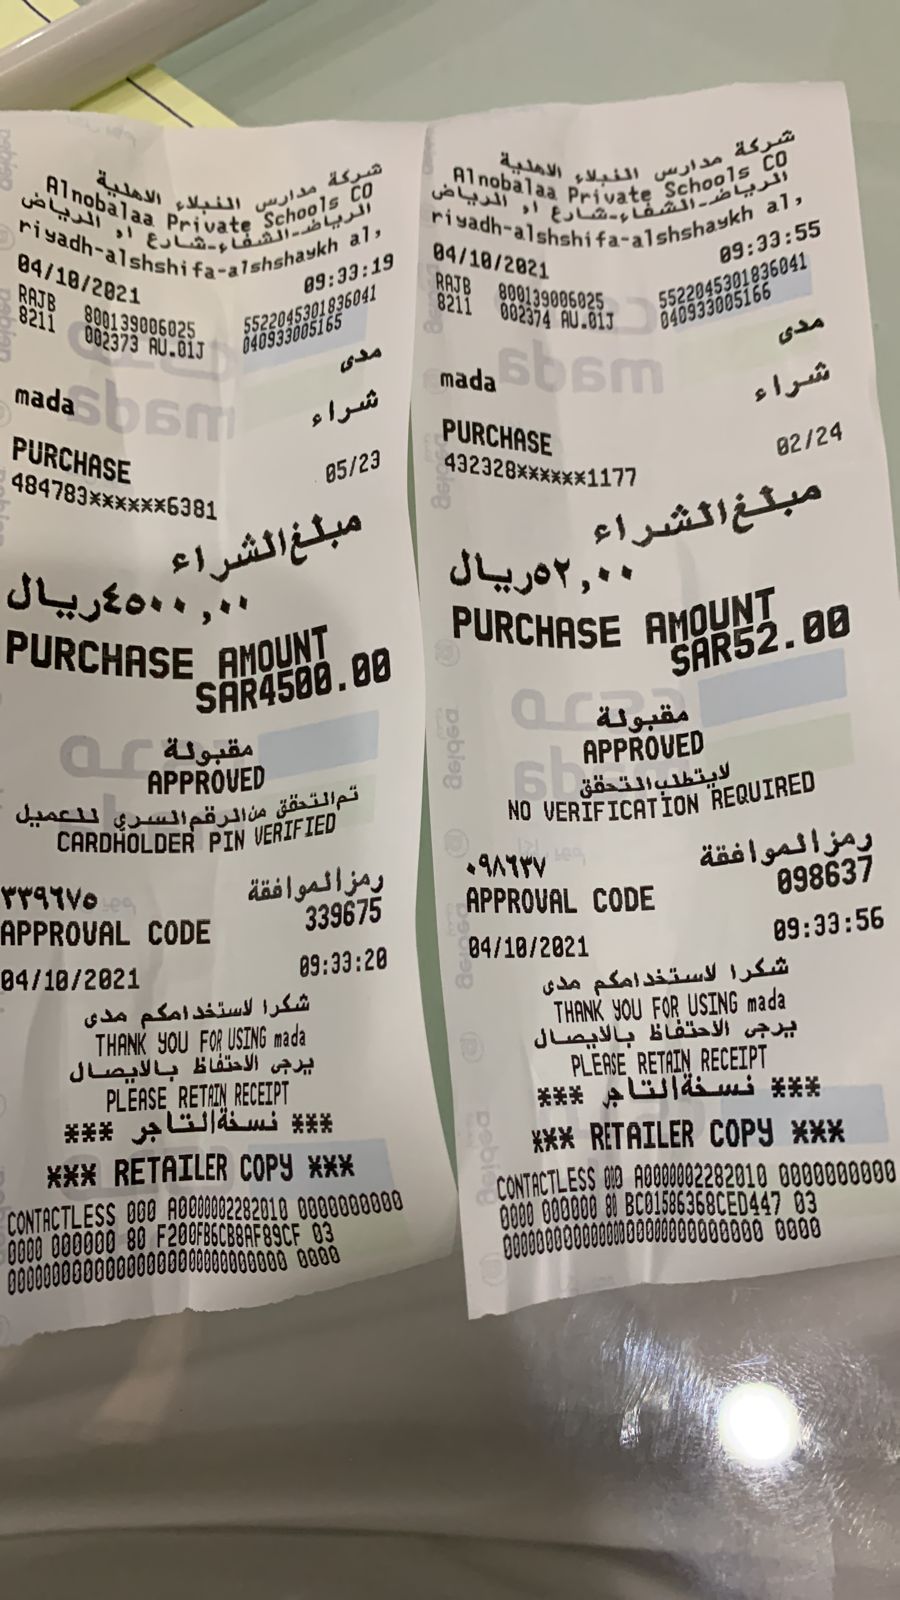 شركة مدارس النبلاء الاهلية
Alnobalaa Private Schools CO
الرياض-الشفاء-شارع ا، الرياض
riyadh-alshshifa-alshshaykh al,
04/10/2021 09:33:19
RAJB 800139006025 5522045301836041
8211 002373 AU.01J 040933005165
مدى
mada
شراء
PURCHASE
484783******6381 05/23
مبلغ الشراء
٤٥٠٠,٠٠ريال
PURCHASE AMOUNT
SAR4500.00
مقبولة
APPROVED
تم التحقق من الرقم السري للعميل
CARDHOLDER PIN VERIFIED
رمز الموافقة
٣٣٩٦٧٥
APPROVAL CODE 339675
04/10/2021 09:33:20
شكرا لاستخدامكم مدى
THANK YOU FOR USING mada
يرجى الاحتفاظ بالايصال
PLEASE RETAIN RECEIPT
*** نسخة التاجر ***
*** RETAILER COPY ***
CONTACTLESS 000 A0000002282010 0000000000
0000 000000 80 F200FB6CB8AF89CF 03
شركة مدارس النبلاء الاهلية
Alnobalaa Private Schools CO
الرياض-الشفاء-شارع ا، الرياض
riyadh-alshshifa-alshshaykh al,
04/10/2021 09:33:55
RAJB 800139006025 5522045301836041
8211 002374 AU.01J 040933005166
مدى
mada
شراء
PURCHASE
432328******1177 02/24
مبلغ الشراء
٥٢,٠٠ريال
PURCHASE AMOUNT
SAR52.00
مقبولة
APPROVED
لايتطلب التحقق
NO VERIFICATION REQUIRED
رمز الموافقة
٠٩٨٦٣٧
APPROVAL CODE 098637
04/10/2021 09:33:56
شكرا لاستخدامكم مدى
THANK YOU FOR USING mada
يرجى الاحتفاظ بالايصال
PLEASE RETAIN RECEIPT
*** نسخة التاجر ***
*** RETAILER COPY ***
CONTACTLESS 000 A0000002282010 0000000000
0000 000000 80 BC01586368CED447 03